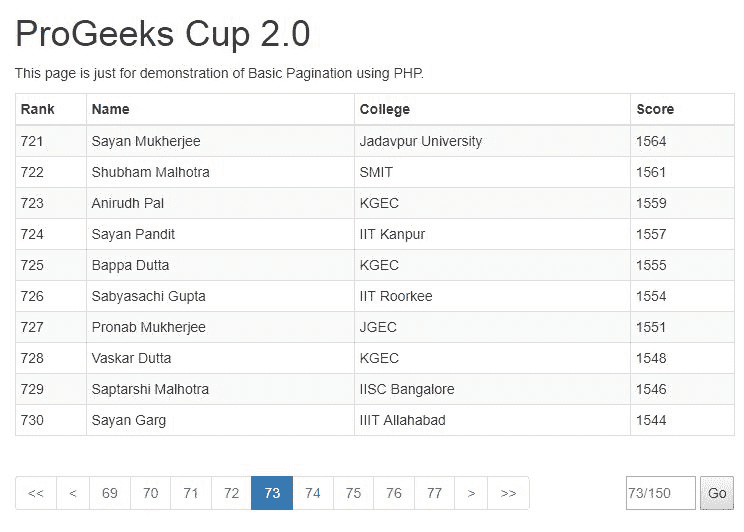 ProGeeks Cup 2.0
This page is just for demonstration of Basic Pagination using PHP.
Rank Name College Score
721 Sayan Mukherjee Jadavpur University 1564
722 Shubham Malhotra SMIT 1561
723 Anirudh Pal KGEC 1559
724 Sayan Pandit IIT Kanpur 1557
725 Bappa Dutta KGEC 1555
726 Sabyasachi Gupta IIT Roorkee 1554
727 Pronab Mukherjee JGEC 1551
728 Vaskar Dutta KGEC 1548
729 Saptarshi Malhotra IISC Bangalore 1546
730 Sayan Garg IIIT Allahabad 1544
<< < 69 70 71 72 73 74 75 76 77 > >> 73/150 Go